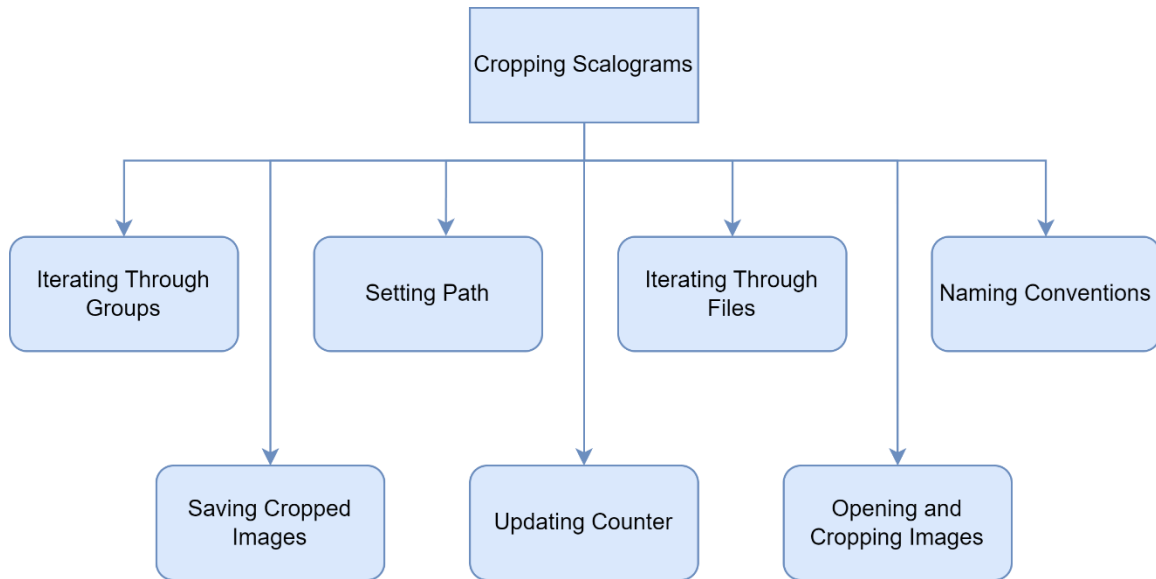 Cropping Scalograms
Iterating Through
Groups
Setting Path
Iterating Through
Files
Naming Conventions
Saving Cropped
Images
Updating Counter
Opening and
Cropping Images